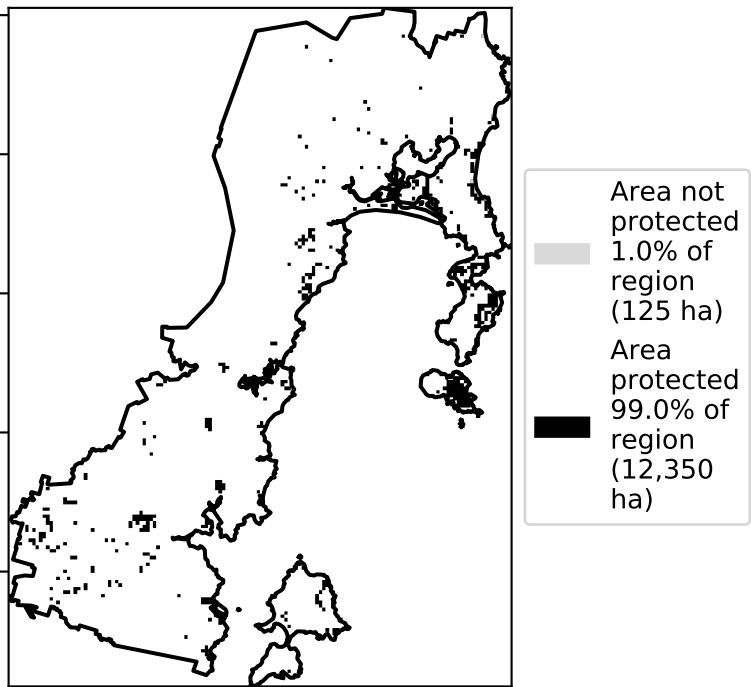 Area not
protected
1.0% of
region
(125 ha)
Area
protected
99.0% of
region
(12,350
ha)